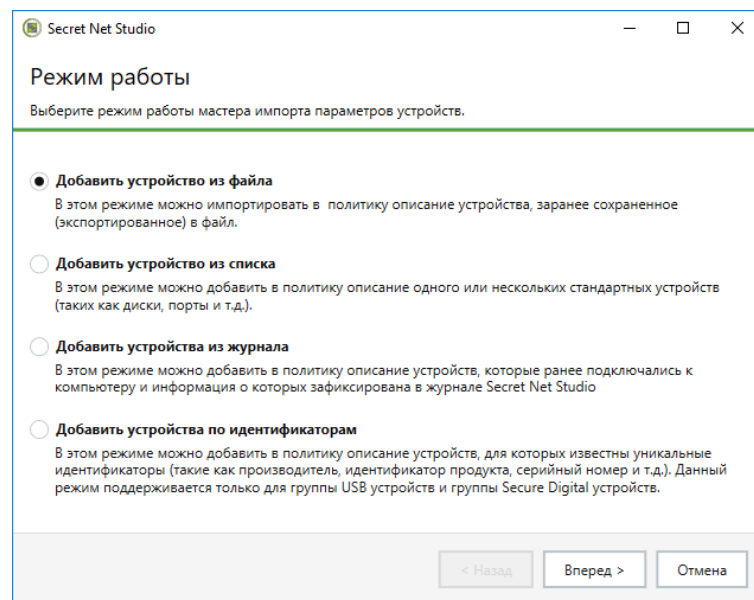 Secret Net Studio
Режим работы
Выберите режим работы мастера импорта параметров устройств.
Добавить устройство из файла
В этом режиме можно импортировать в политику описание устройства, заранее сохраненное
(экспортированное) в файл.
Добавить устройство из списка
В этом режиме можно добавить в политику описание одного или нескольких стандартных устройств
(таких как диски, порты и т.д.).
Добавить устройства из журнала
В этом режиме можно добавить в политику описание устройств, которые ранее подключались к
компьютеру и информация о которых зафиксирована в журнале Secret Net Studio
Добавить устройства по идентификаторам
В этом режиме можно добавить в политику описание устройств, для которых известны уникальные
идентификаторы (такие как производитель, идентификатор продукта, серийный номер и т.д.). Данный
режим поддерживается только для группы USB устройств и группы Secure Digital устройств.
< Назад Вперед > Отмена